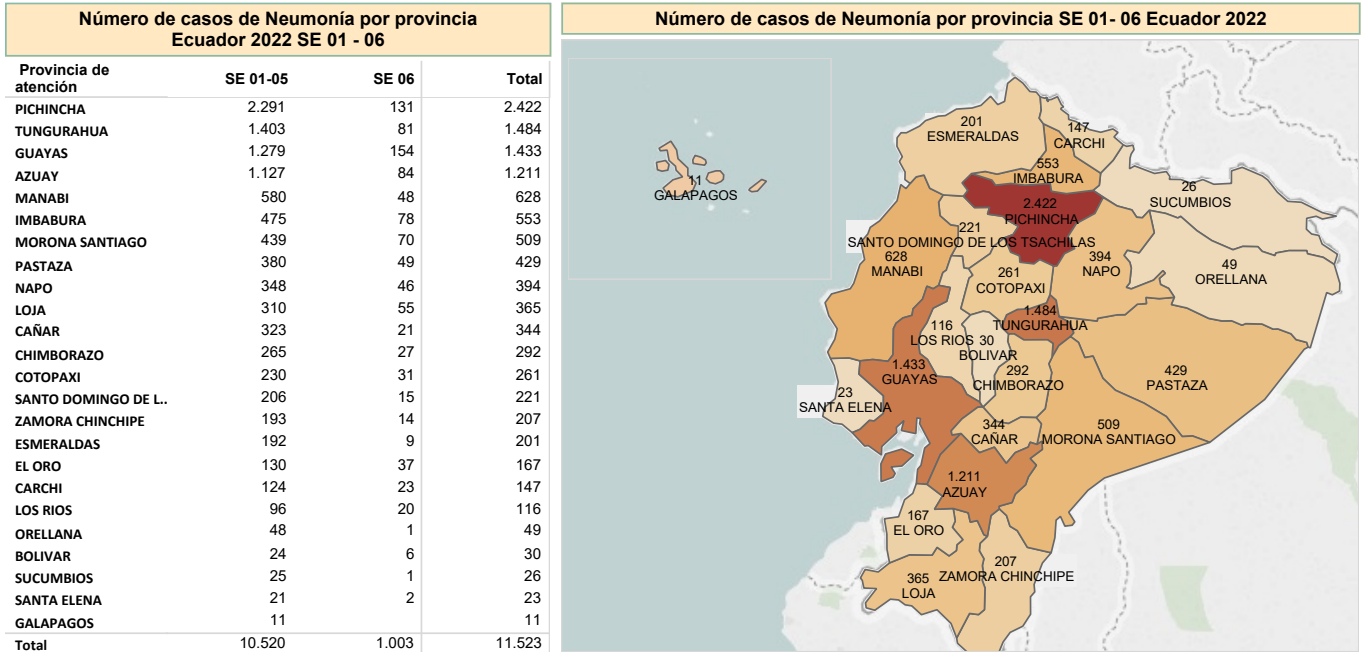 Número de casos de Neumonía por provincia
Ecuador 2022 SE 01 - 06
Provincia de
atención SE 01-05 SE 06 Total
PICHINCHA 2.291 131 2.422
TUNGURAHUA 1.403 81 1.484
GUAYAS 1.279 154 1.433
AZUAY 1.127 84 1.211
MANABI 580 48 628
IMBABURA 475 78 553
MORONA SANTIAGO 439 70 509
PASTAZA 380 49 429
NAPO 348 46 394
LOJA 310 55 365
CAÑAR 323 21 344
CHIMBORAZO 265 27 292
COTOPAXI 230 31 261
SANTO DOMINGO DE L.. 206 15 221
ZAMORA CHINCHIPE 193 14 207
ESMERALDAS 192 9 201
EL ORO 130 37 167
CARCHI 124 23 147
LOS RIOS 96 20 116
ORELLANA 48 1 49
BOLIVAR 24 6 30
SUCUMBIOS 25 1 26
SANTA ELENA 21 2 23
GALAPAGOS 11 11
Total 10.520 1.003 11.523
Número de casos de Neumonía por provincia SE 01- 06 Ecuador 2022
201
ESMERALDAS
147
CARCHI
553
IMBABURA
11
GALAPAGOS
26
SUCUMBIOS
2.422
PICHINCHA
221
SANTO DOMINGO DE LOS TSACHILAS
628
MANABI
394
NAPO
49
ORELLANA
261
COTOPAXI
1.484
TUNGURAHUA
116
LOS RIOS
30
BOLIVAR
1.433
GUAYAS
292
CHIMBORAZO
429
PASTAZA
23
SANTA ELENA
344
CAÑAR
509
MORONA SANTIAGO
1.211
AZUAY
167
EL ORO
207
ZAMORA CHINCHIPE
365
LOJA